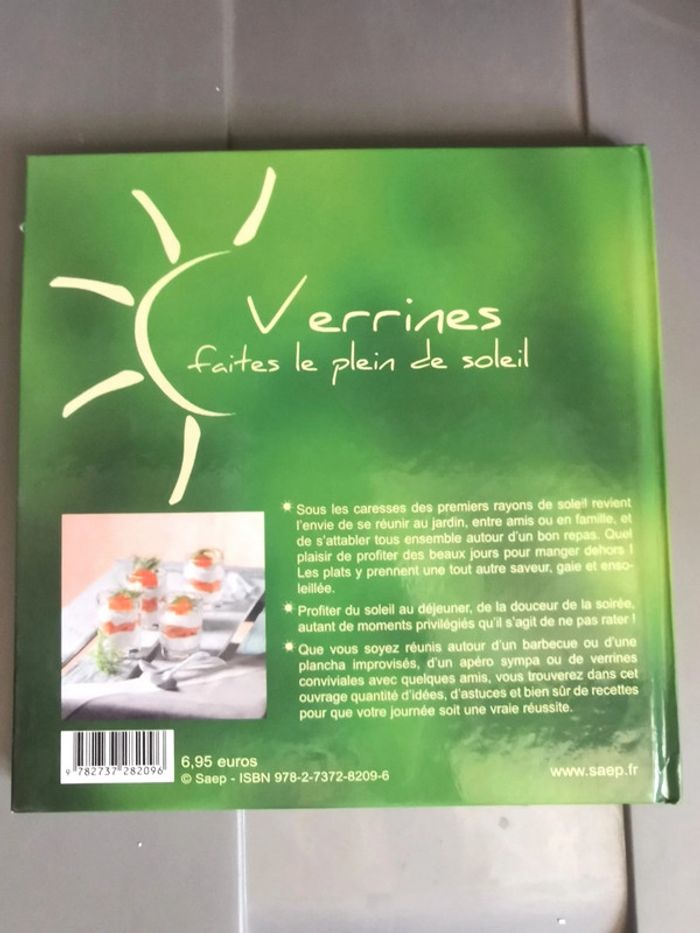 Verrines
faites le plein de soleil
Sous les caresses des premiers rayons de soleil revient
l'envie de se réunir au jardin, entre amis ou en famille, et
de s'attabler tous ensemble autour d'un bon repas. Quel
plaisir de profiter des beaux jours pour manger dehors !
Les plats y prennent une tout autre saveur, gaie et enso-
leillée.
Profiter du soleil au déjeuner, de la douceur de la soirée,
autant de moments privilégiés qu'il s'agit de ne pas rater !
Que vous soyez réunis autour d'un barbecue ou d'une
plancha improvisés, d'un apéro sympa ou de verrines
conviviales avec quelques amis, vous trouverez dans cet
ouvrage quantité d'idées, d'astuces et bien sûr de recettes
pour que votre journée soit une vraie réussite.
9 782737 282096
6,95 euros
© Saep - ISBN 978-2-7372-8209-6
www.saep.fr